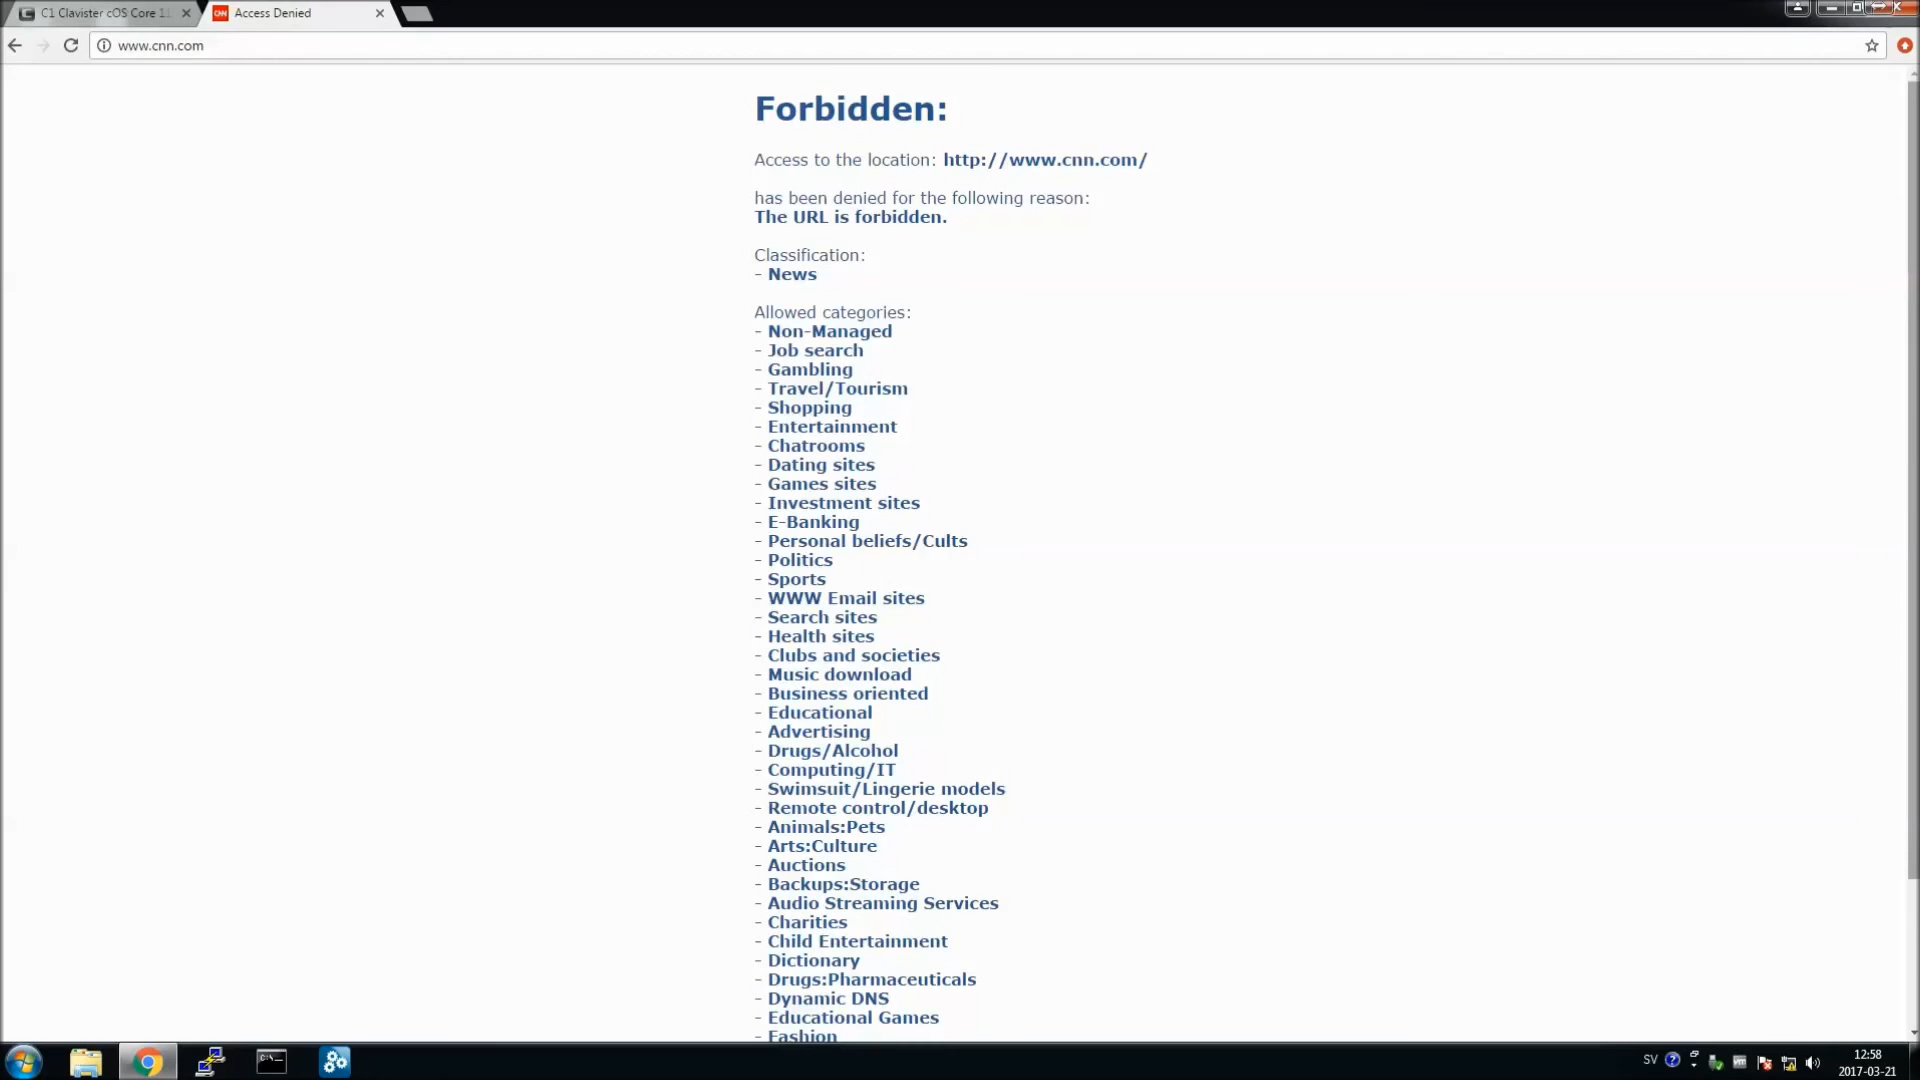 C1 Clavister cOS Core 11
Access Denied
www.cnn.com
Forbidden:
Access to the location: http://www.cnn.com/
has been denied for the following reason:
The URL is forbidden.
Classification:
- News
Allowed categories:
- Non-Managed
- Job search
- Gambling
- Travel/Tourism
- Shopping
- Entertainment
- Chatrooms
- Dating sites
- Games sites
- Investment sites
- E-Banking
- Personal beliefs/Cults
- Politics
- Sports
- WWW Email sites
- Search sites
- Health sites
- Clubs and societies
- Music download
- Business oriented
- Educational
- Advertising
- Drugs/Alcohol
- Computing/IT
- Swimsuit/Lingerie models
- Remote control/desktop
- Animals:Pets
- Arts:Culture
- Auctions
- Backups:Storage
- Audio Streaming Services
- Charities
- Child Entertainment
- Dictionary
- Drugs:Pharmaceuticals
- Dynamic DNS
- Educational Games
- Fashion
SV
12:58
2017-03-21